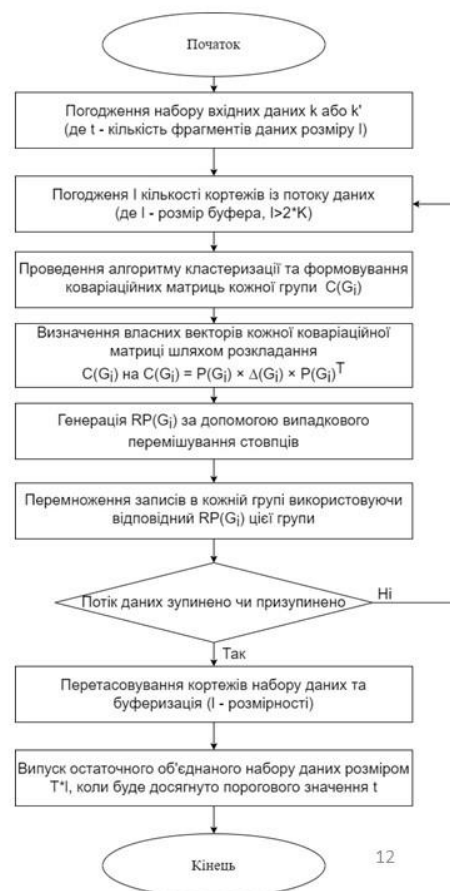 Початок
Погодження набору вхідних даних k або k'
(де t - кількість фрагментів даних розміру l)
Погодженя l кількості кортежів із потоку даних
(де l - розмір буфера, l>2*K)
Проведення алгоритму кластеризації та формовування
коваріаційних матриць кожної групи C(Gᵢ)
Визначення власних векторів кожної коваріаційної
матриці шляхом розкладання
C(Gᵢ) на C(Gᵢ) = P(Gᵢ) × Δ(Gᵢ) × P(Gᵢ)ᵀ
Генерація RP(Gᵢ) за допомогою випадкового
перемішування стовпців
Перемноження записів в кожній групі використовуючи
відповідний RP(Gᵢ) цієї групи
Потік даних зупинено чи призупинено
Ні
Так
Перетасовування кортежів набору даних та
буферизація (l - розмірності)
Випуск остаточного об'єднаного набору даних розміром
T*l, коли буде досягнуто порогового значення t
Кінець
12